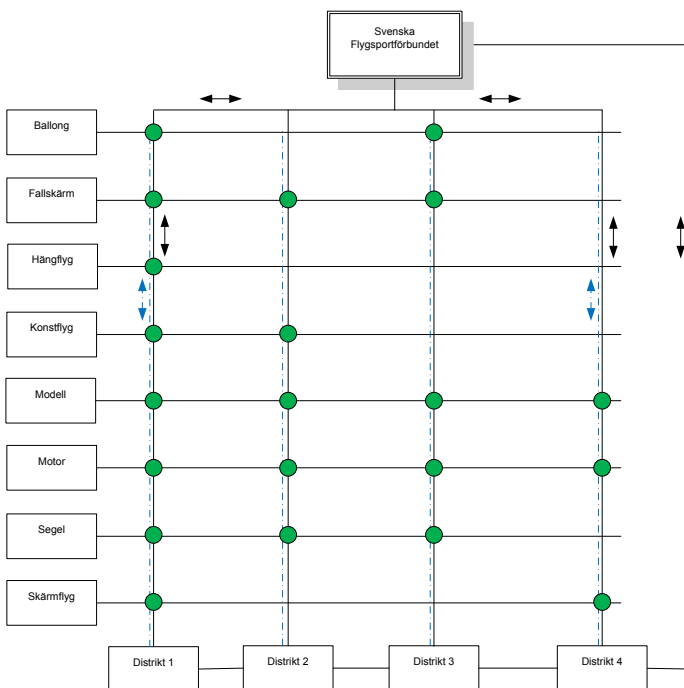 Svenska
Flygsportförbundet
Ballong
Fallskärm
Hängflyg
Konstflyg
Modell
Motor
Segel
Skärmflyg
Distrikt 1
Distrikt 2
Distrikt 3
Distrikt 4